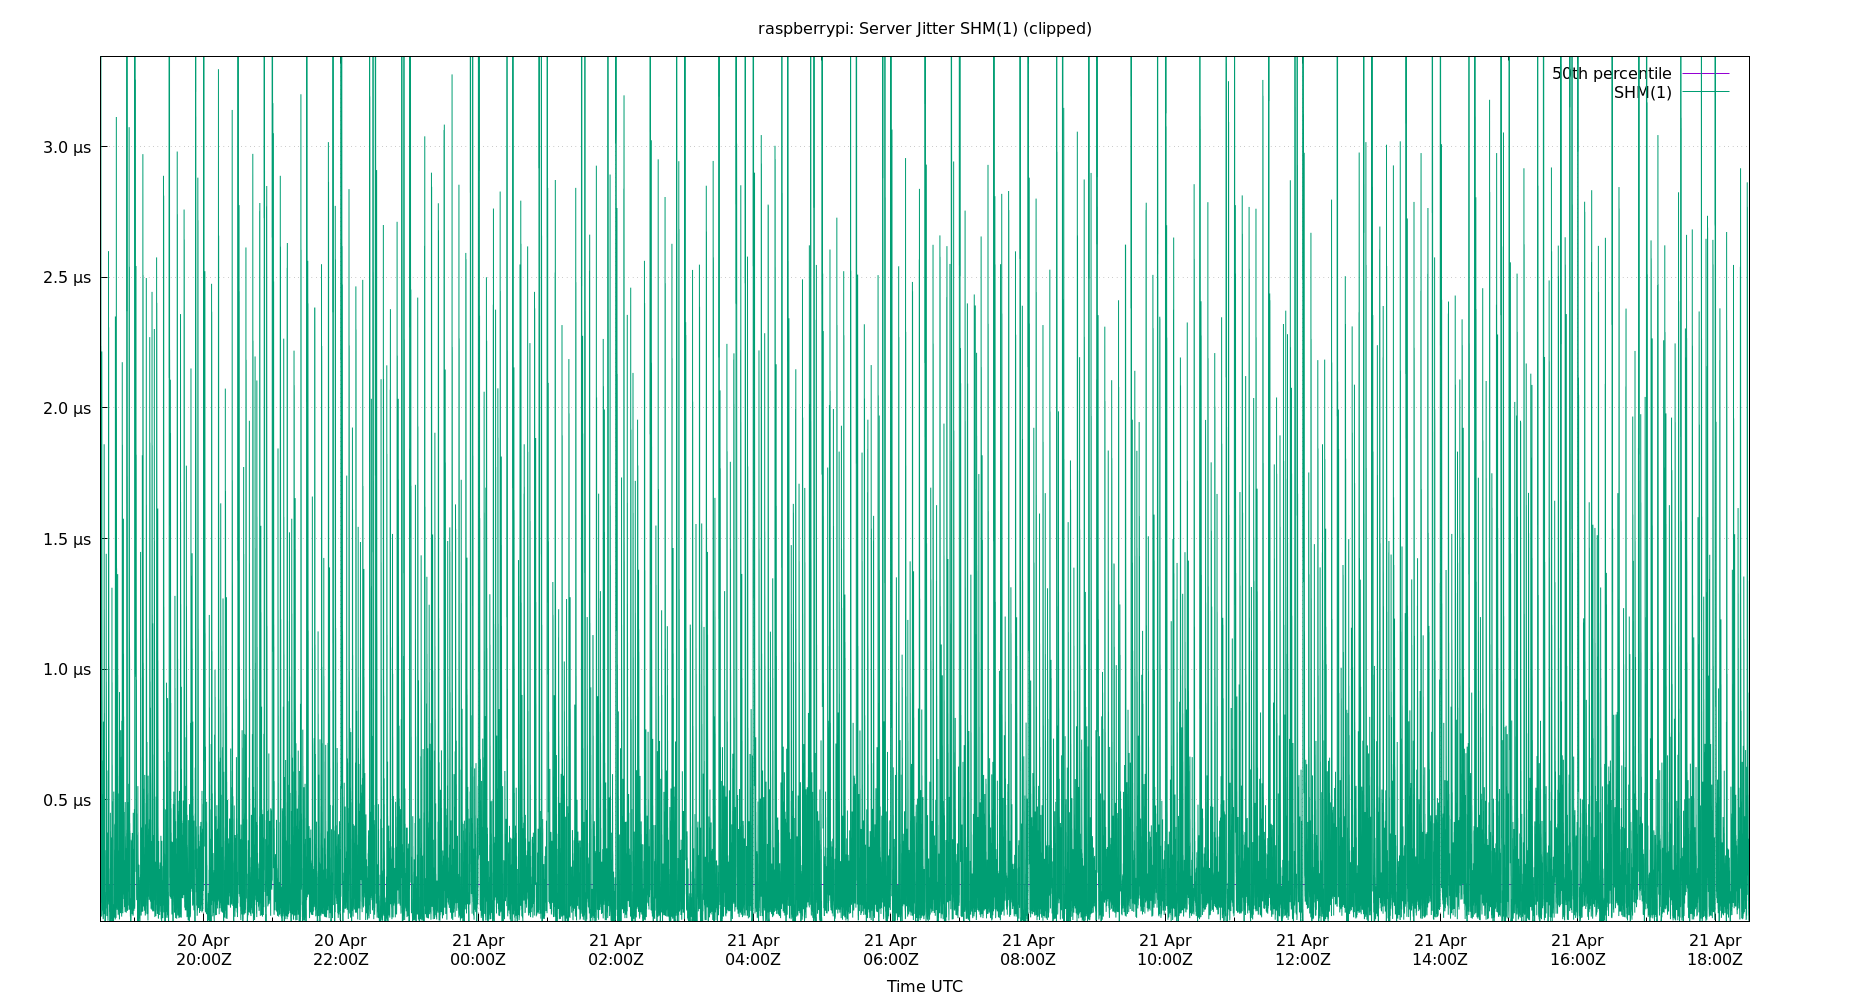 raspberrypi: Server Jitter SHM(1) (clipped)
50th percentile
SHM(1)
3.0 µs
2.5 µs
2.0 µs
1.5 µs
1.0 µs
0.5 µs
20 Apr 20 Apr 21 Apr 21 Apr 21 Apr 21 Apr 21 Apr 21 Apr 21 Apr 21 Apr 21 Apr 21 Apr
20:00Z 22:00Z 00:00Z 02:00Z 04:00Z 06:00Z 08:00Z 10:00Z 12:00Z 14:00Z 16:00Z 18:00Z
Time UTC